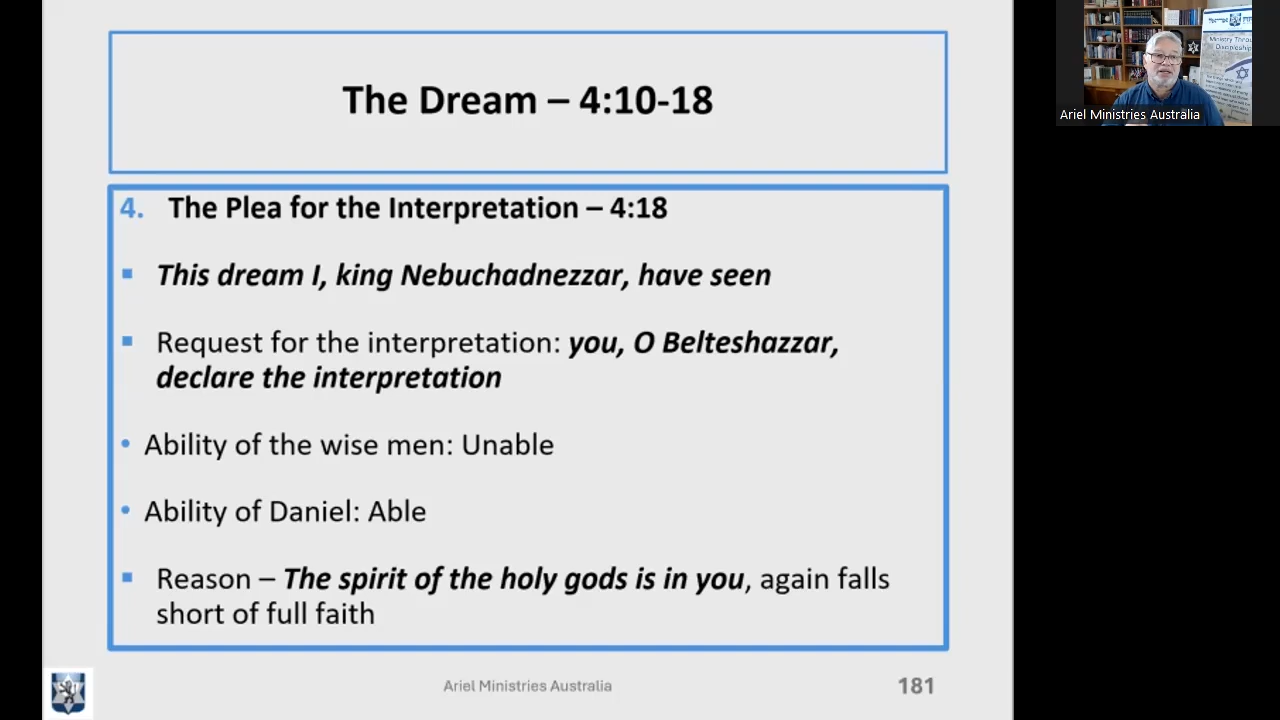 The Dream – 4:10-18
4. The Plea for the Interpretation – 4:18
▪ This dream I, king Nebuchadnezzar, have seen
▪ Request for the interpretation: you, O Belteshazzar,
declare the interpretation
• Ability of the wise men: Unable
• Ability of Daniel: Able
▪ Reason – The spirit of the holy gods is in you, again falls
short of full faith
Ariel Ministries Australia
181
Ministry Through
Discipleship
Ariel Ministries Australia